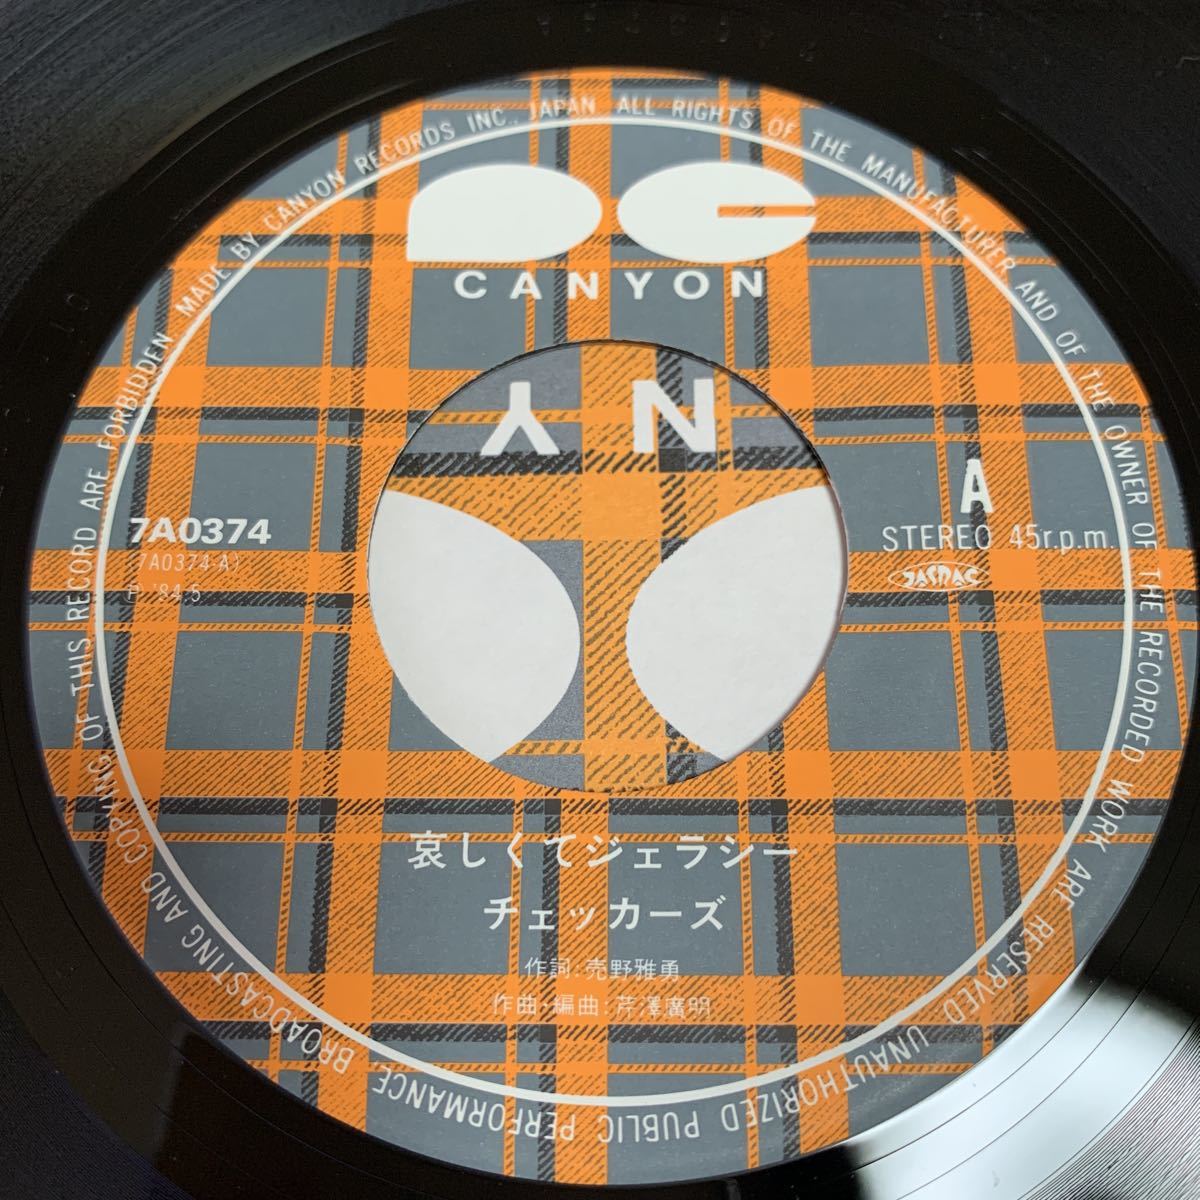 MADE BY CANYON RECORDS INC., JAPAN ALL RIGHTS OF THE MANUFACTURER AND OF THE OWNER OF THE RECORDED WORK ARE RESERVED UNAUTHORIZED PUBLIC PERFORMANCE BROADCASTING AND COPYING OF THIS RECORD ARE FORBIDDEN
CANYON
Y N
7A0374
(7A0374-A)
Ⓟ '84.5
A
STEREO 45r.p.m.
JASRAC
哀しくてジェラシー
チェッカーズ
作詞:売野雅勇
作曲・編曲:芹澤廣明